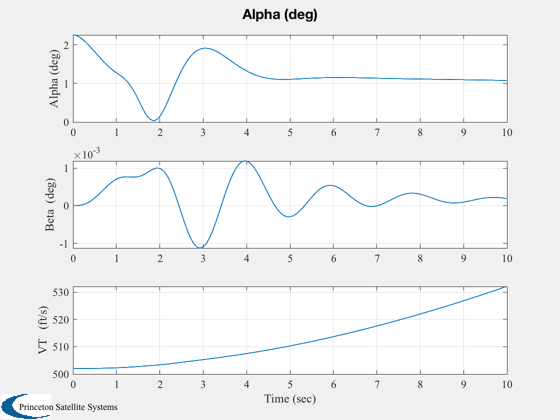 Alpha (deg)
Alpha (deg)
2
1
0
0 1 2 3 4 5 6 7 8 9 10
×10⁻³
Beta (deg)
1
0
-1
0 1 2 3 4 5 6 7 8 9 10
VT (ft/s)
530
520
510
500
0 1 2 3 4 5 6 7 8 9 10
Time (sec)
Princeton Satellite Systems